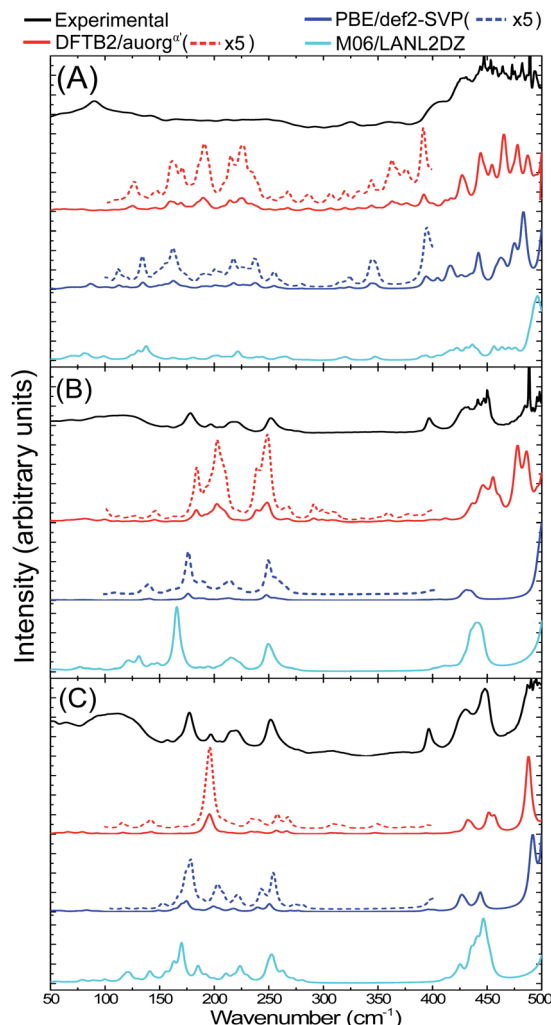 Experimental
PBE/def2-SVP( x5)
DFTB2/auorg^α'( x5)
M06/LANL2DZ
(A)
(B)
(C)
Intensity (arbitrary units)
50 100 150 200 250 300 350 400 450 500
Wavenumber (cm⁻¹)